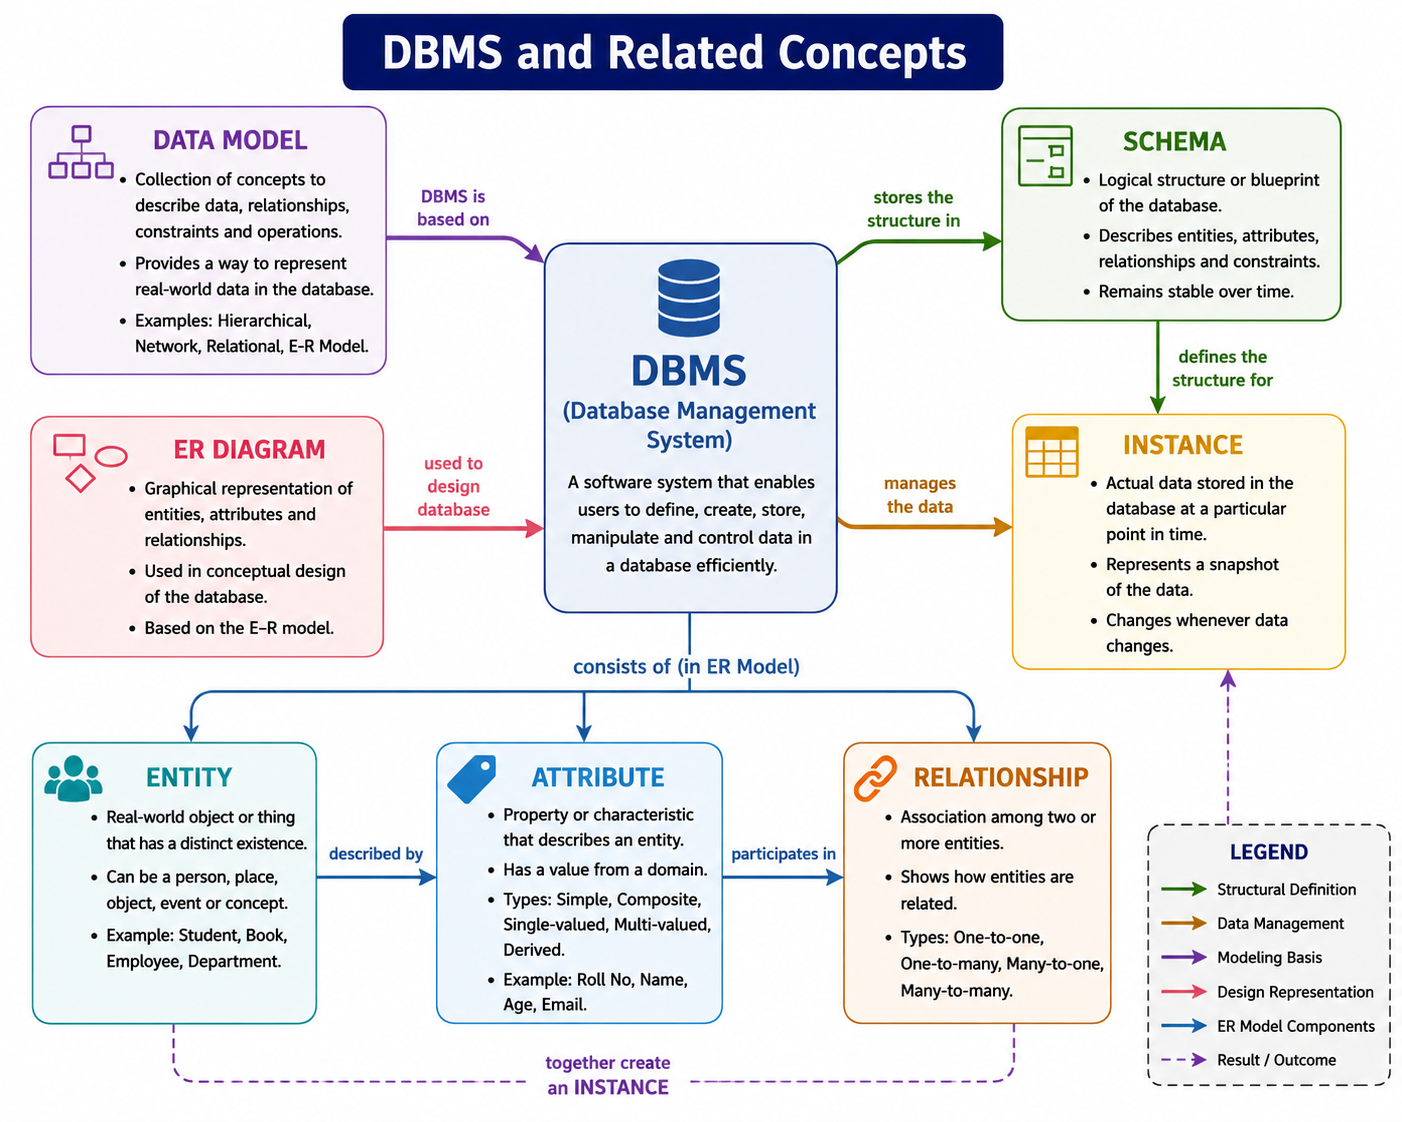 DBMS and Related Concepts
DATA MODEL
• Collection of concepts to
describe data, relationships,
constraints and operations.
• Provides a way to represent
real-world data in the database.
• Examples: Hierarchical,
Network, Relational, E-R Model.
DBMS is
based on
stores the
structure in
SCHEMA
• Logical structure or blueprint
of the database.
• Describes entities, attributes,
relationships and constraints.
• Remains stable over time.
defines the
structure for
DBMS
(Database Management
System)
A software system that enables
users to define, create, store,
manipulate and control data in
a database efficiently.
ER DIAGRAM
• Graphical representation of
entities, attributes and
relationships.
• Used in conceptual design
of the database.
• Based on the E–R model.
used to
design
database
manages
the data
INSTANCE
• Actual data stored in the
database at a particular
point in time.
• Represents a snapshot
of the data.
• Changes whenever data
changes.
consists of (in ER Model)
ENTITY
• Real-world object or thing
that has a distinct existence.
• Can be a person, place,
object, event or concept.
• Example: Student, Book,
Employee, Department.
described by
ATTRIBUTE
• Property or characteristic
that describes an entity.
• Has a value from a domain.
• Types: Simple, Composite,
Single-valued, Multi-valued,
Derived.
• Example: Roll No, Name,
Age, Email.
participates in
RELATIONSHIP
• Association among two or
more entities.
• Shows how entities are
related.
• Types: One-to-one,
One-to-many, Many-to-one,
Many-to-many.
together create
an INSTANCE
LEGEND
Structural Definition
Data Management
Modeling Basis
Design Representation
ER Model Components
Result / Outcome